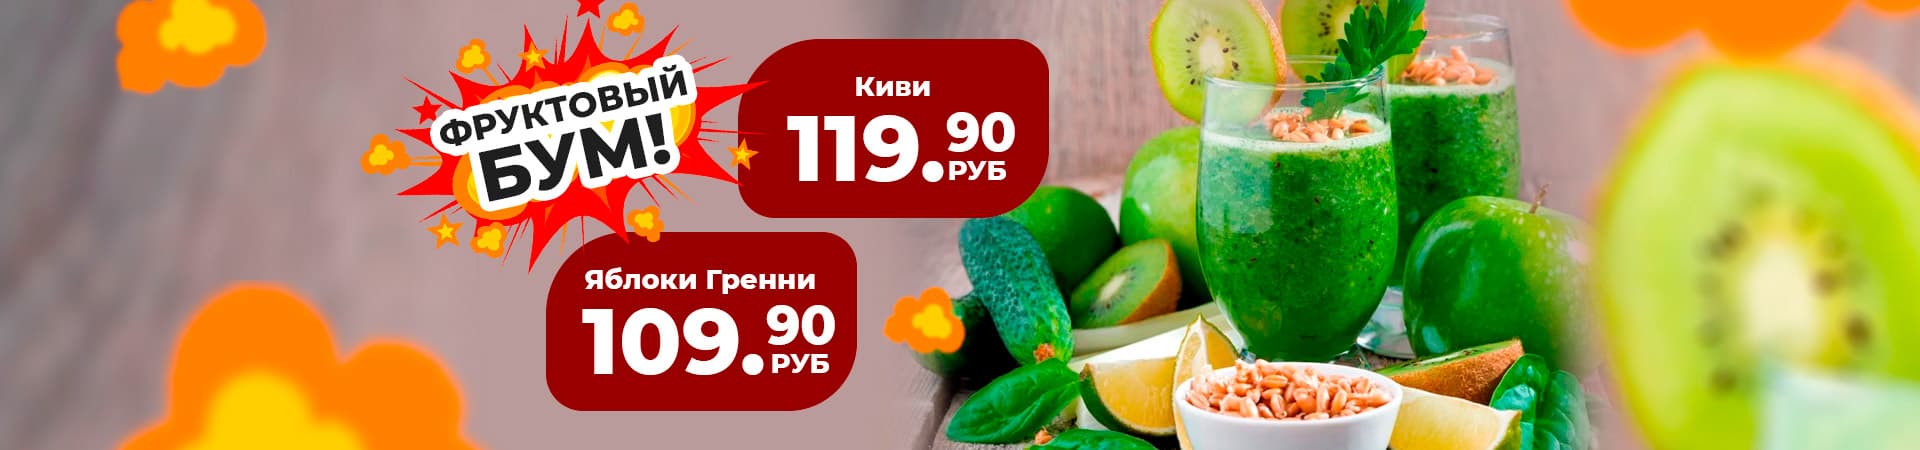 ФРУКТОВЫЙ
БУМ!
Киви
119.90
РУБ
Яблоки Гренни
109.90
РУБ